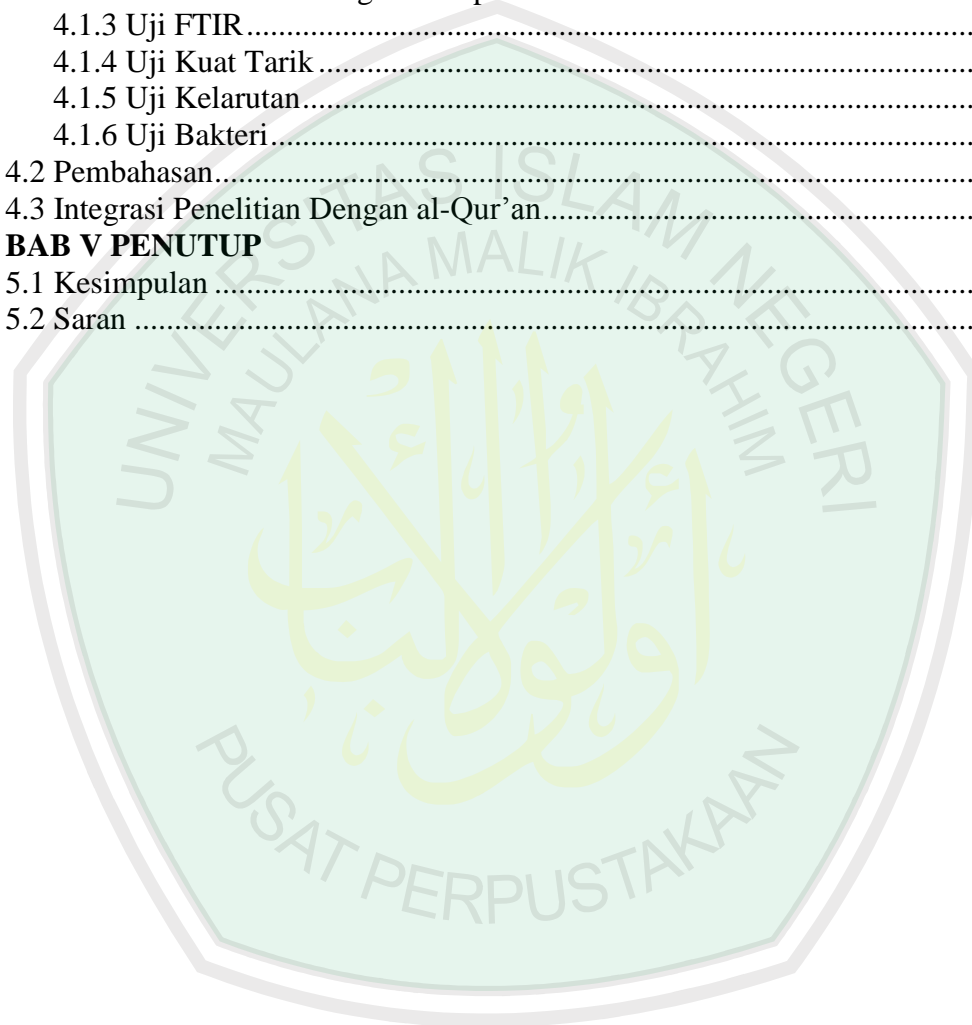 4.1.3 Uji FTIR
4.1.4 Uji Kuat Tarik
4.1.5 Uji Kelarutan
4.1.6 Uji Bakteri
4.2 Pembahasan
4.3 Integrasi Penelitian Dengan al-Qur’an
BAB V PENUTUP
5.1 Kesimpulan
5.2 Saran
UNIVERSITAS ISLAM NEGERI
MAULANA MALIK IBRAHIM
PUSAT PERPUSTAKAAN